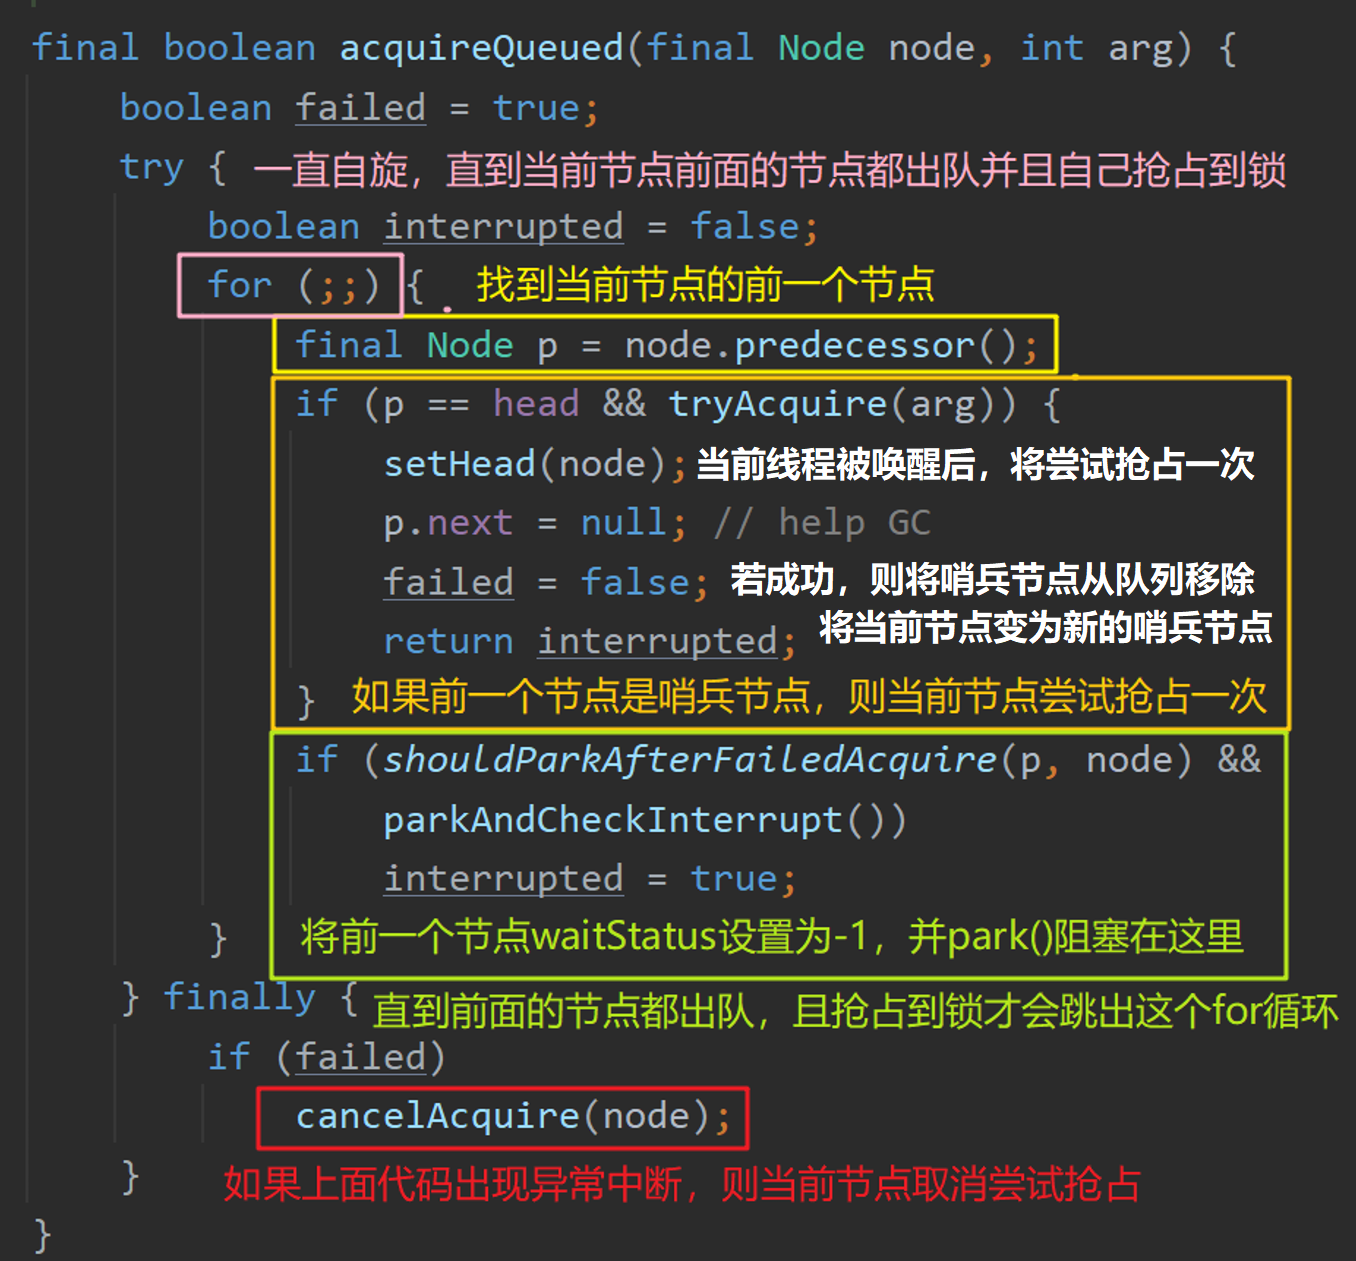 final boolean acquireQueued(final Node node, int arg) {
boolean failed = true;
try { 一直自旋，直到当前节点前面的节点都出队并且自己抢占到锁
boolean interrupted = false;
for (;;) { 找到当前节点的前一个节点
final Node p = node.predecessor();
if (p == head && tryAcquire(arg)) {
setHead(node); 当前线程被唤醒后，将尝试抢占一次
p.next = null; // help GC
failed = false; 若成功，则将哨兵节点从队列移除
将当前节点变为新的哨兵节点
return interrupted;
} 如果前一个节点是哨兵节点，则当前节点尝试抢占一次
if (shouldParkAfterFailedAcquire(p, node) &&
parkAndCheckInterrupt())
interrupted = true;
} 将前一个节点waitStatus设置为-1，并park()阻塞在这里
} finally { 直到前面的节点都出队，且抢占到锁才会跳出这个for循环
if (failed)
cancelAcquire(node);
} 如果上面代码出现异常中断，则当前节点取消尝试抢占
}